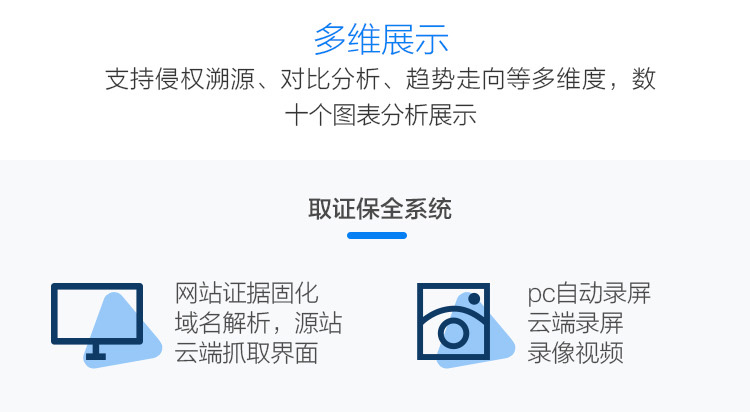 多维展示
支持侵权溯源、对比分析、趋势走向等多维度，数
十个图表分析展示
取证保全系统
网站证据固化
域名解析，源站
云端抓取界面
pc自动录屏
云端录屏
录像视频